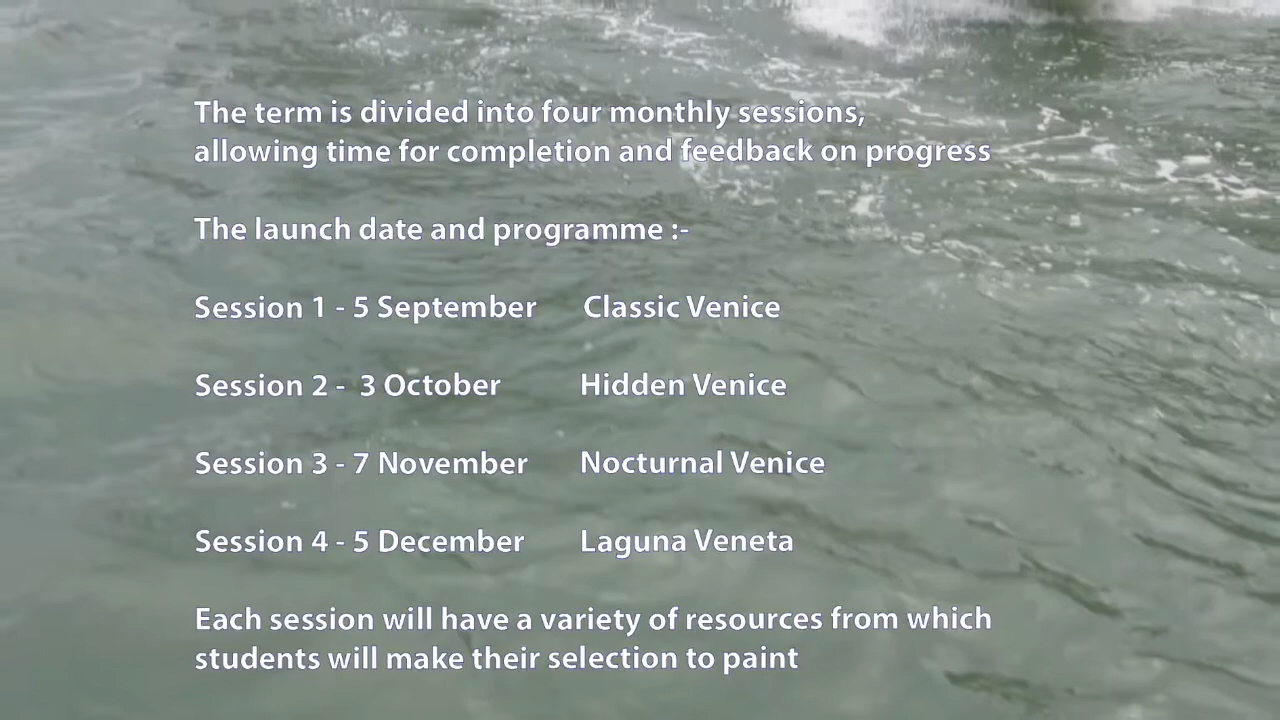 The term is divided into four monthly sessions,
allowing time for completion and feedback on progress
The launch date and programme :-
Session 1 - 5 September Classic Venice
Session 2 - 3 October Hidden Venice
Session 3 - 7 November Nocturnal Venice
Session 4 - 5 December Laguna Veneta
Each session will have a variety of resources from which
students will make their selection to paint